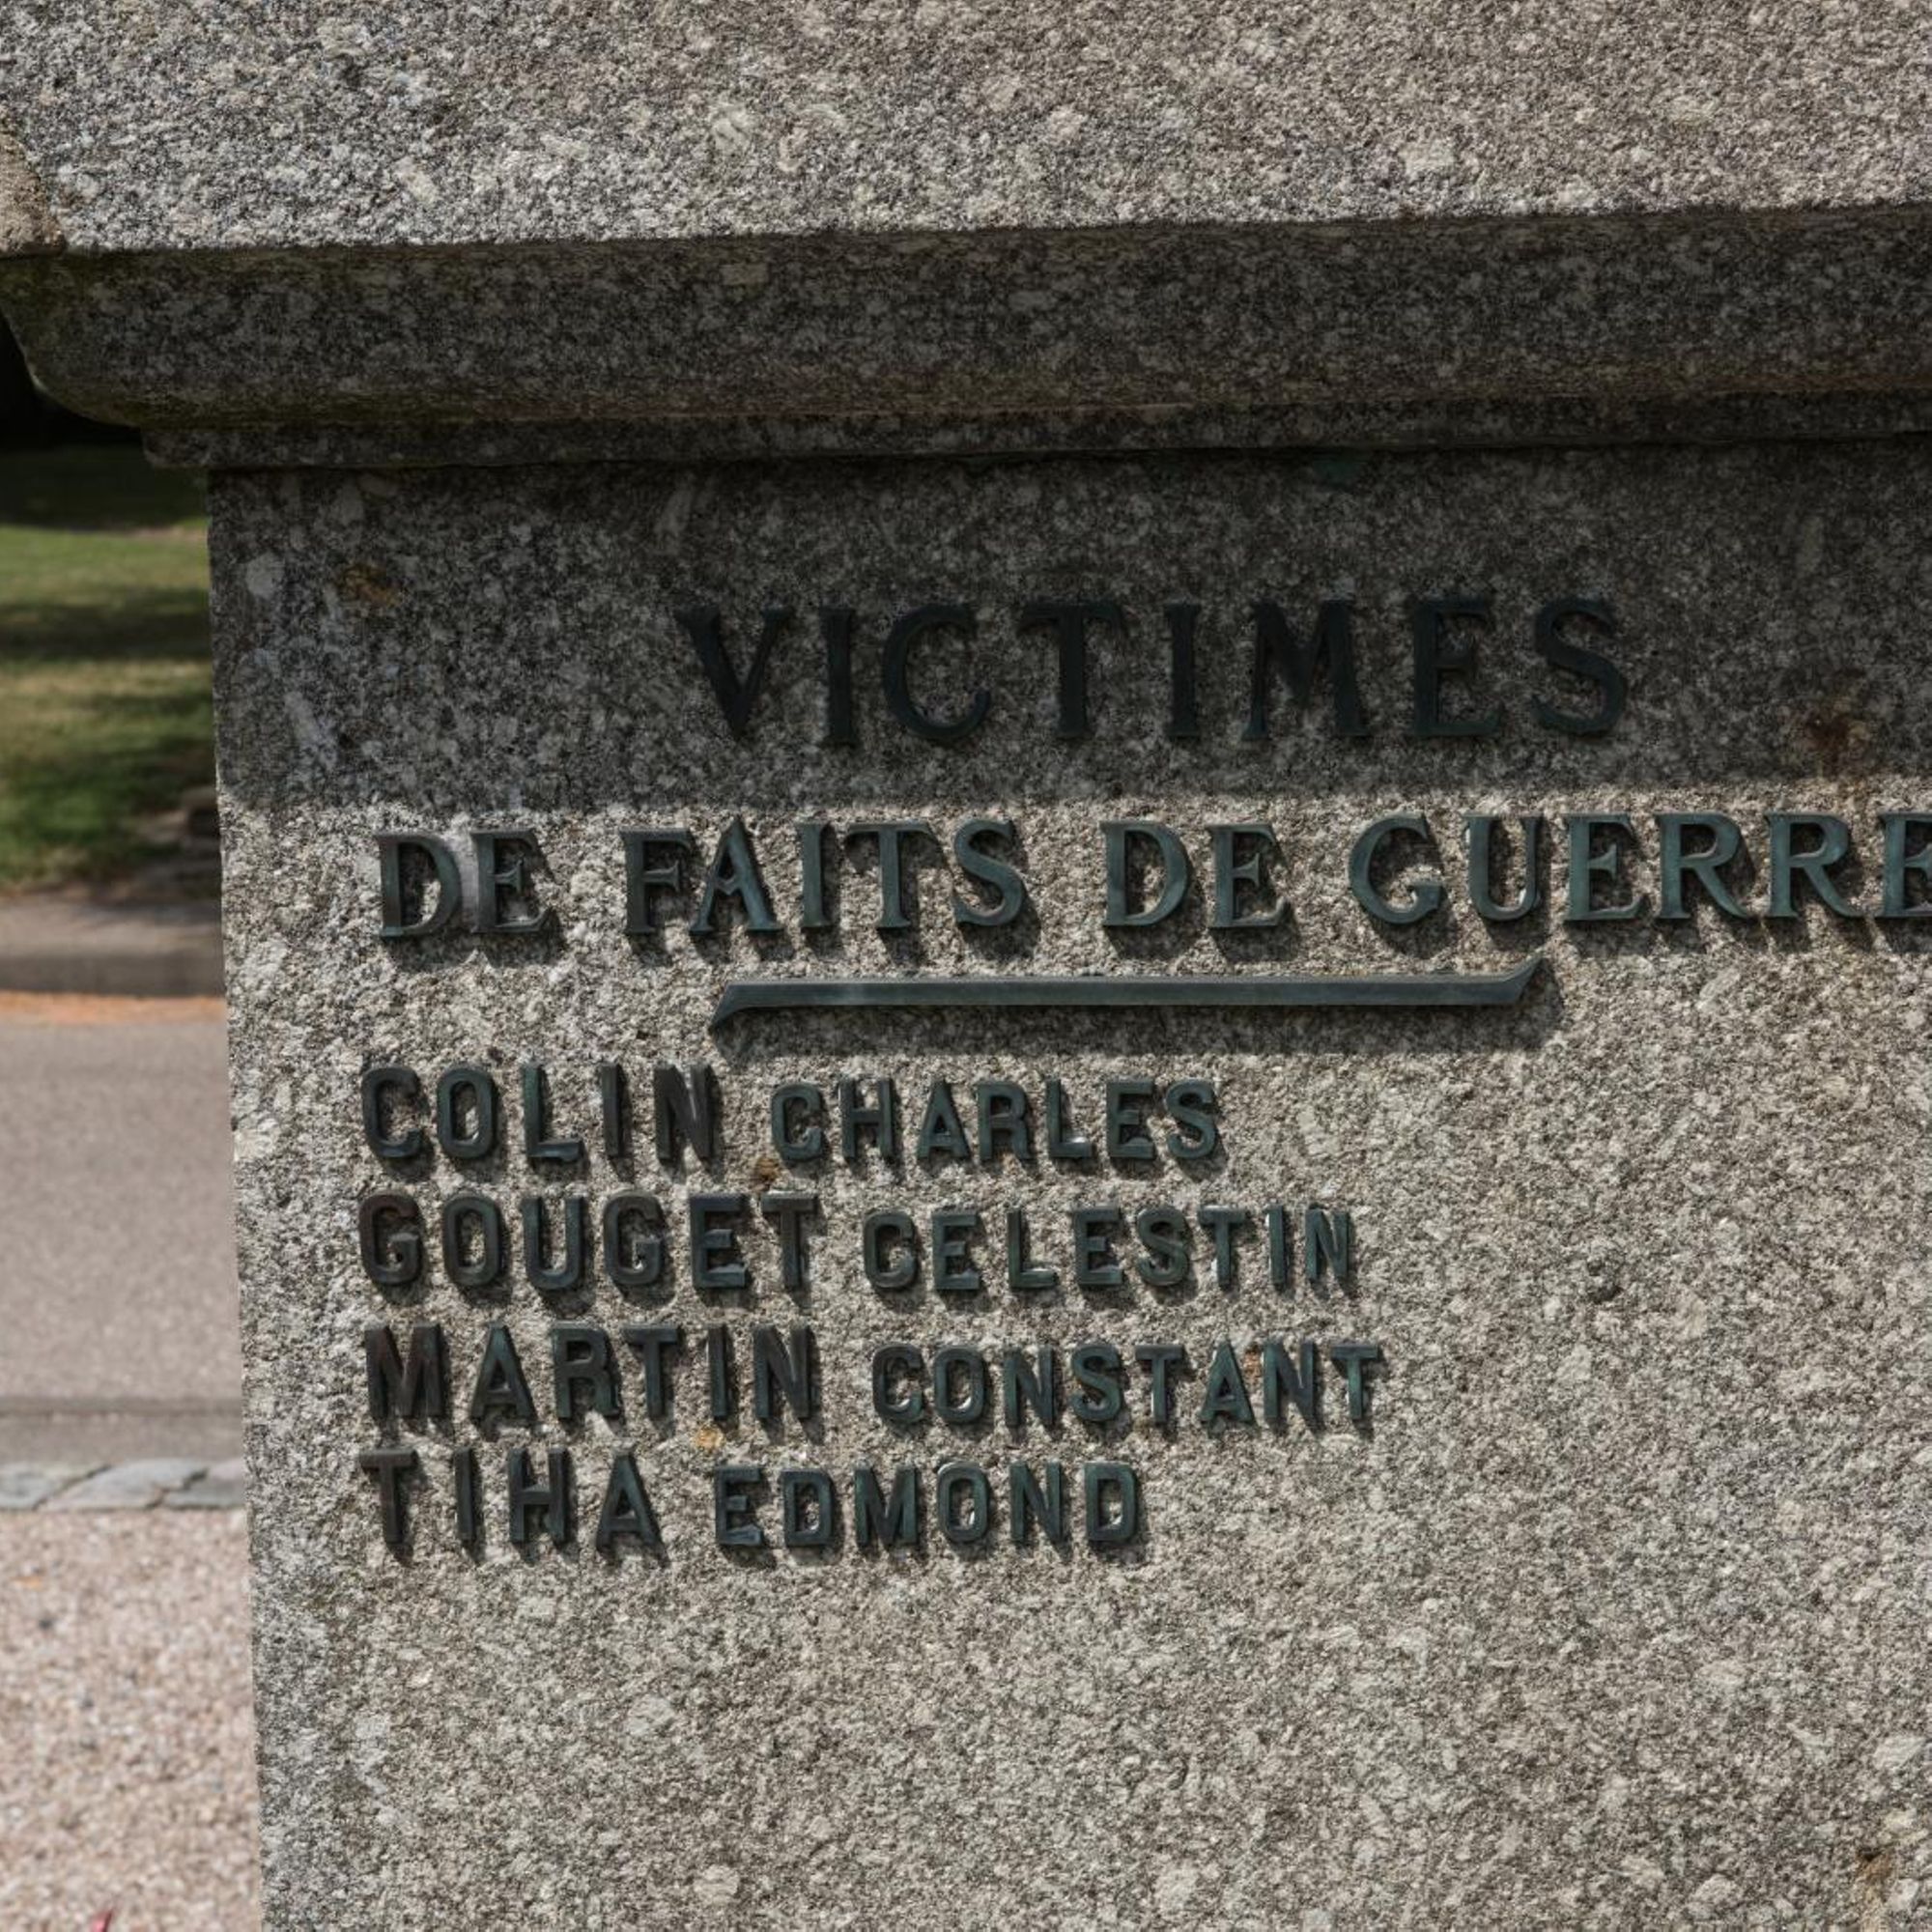 VICTIMES
DE FAITS DE GUERRE
COLIN CHARLES
GOUGET CELESTIN
MARTIN CONSTANT
TIHA EDMOND